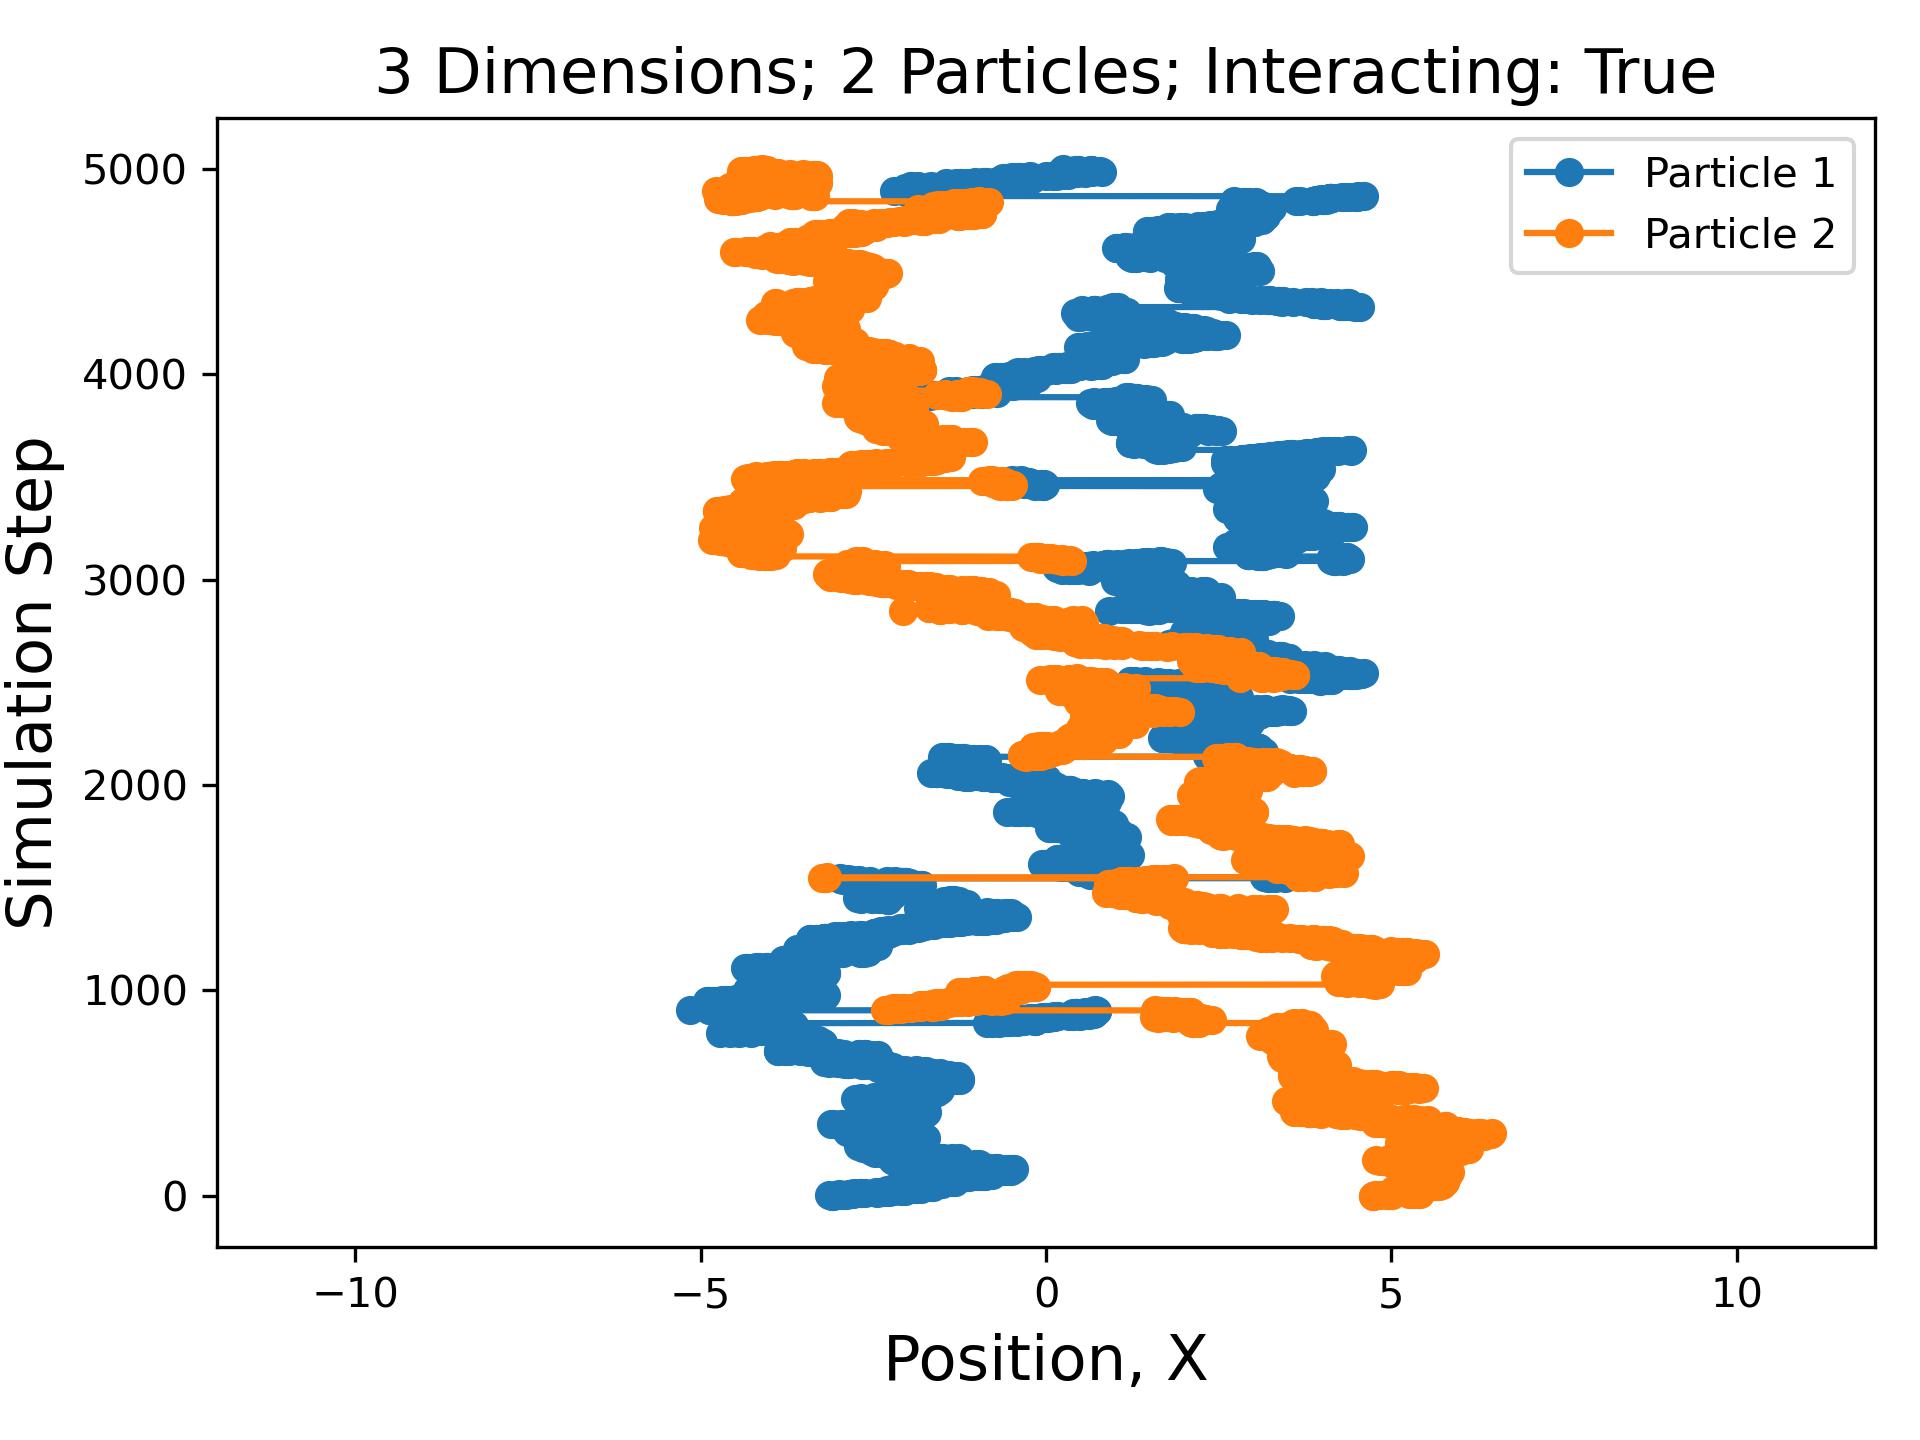 3 Dimensions; 2 Particles; Interacting: True
Particle 1
Particle 2
5000
4000
3000
2000
1000
0
Simulation Step
−10
−5
0
5
10
Position, X